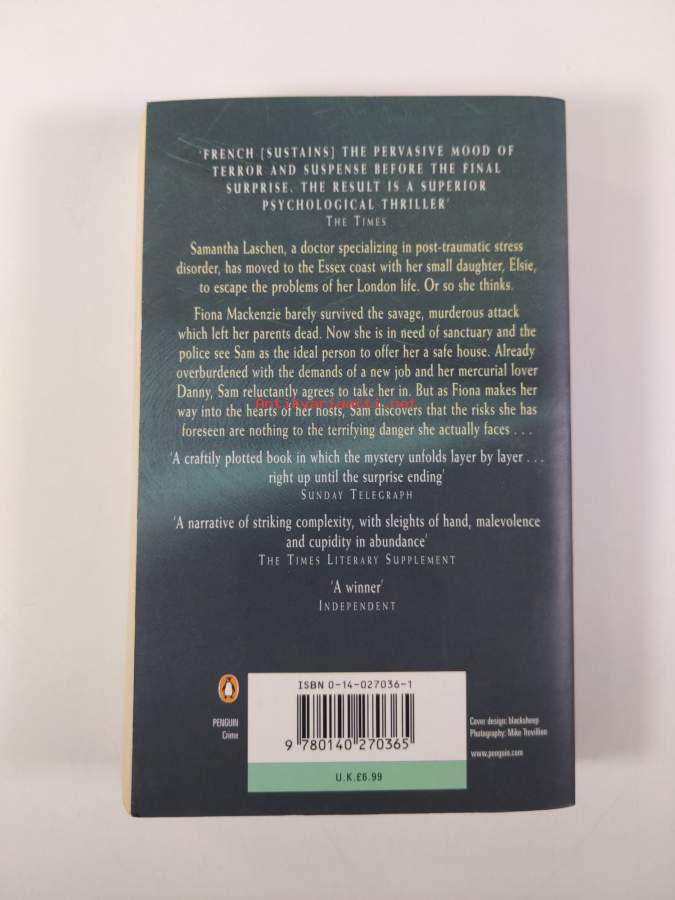 'FRENCH [SUSTAINS] THE PERVASIVE MOOD OF
TERROR AND SUSPENSE BEFORE THE FINAL
SURPRISE. THE RESULT IS A SUPERIOR
PSYCHOLOGICAL THRILLER'
THE TIMES
Samantha Laschen, a doctor specializing in post-traumatic stress
disorder, has moved to the Essex coast with her small daughter, Elsie,
to escape the problems of her London life. Or so she thinks.
Fiona Mackenzie barely survived the savage, murderous attack
which left her parents dead. Now she is in need of sanctuary and the
police see Sam as the ideal person to offer her a safe house. Already
overburdened with the demands of a new job and her mercurial lover
Danny, Sam reluctantly agrees to take her in. But as Fiona makes her
Antikvariaatti.net
way into the hearts of her hosts, Sam discovers that the risks she has
foreseen are nothing to the terrifying danger she actually faces . . .
'A craftily plotted book in which the mystery unfolds layer by layer . . .
right up until the surprise ending'
SUNDAY TELEGRAPH
'A narrative of striking complexity, with sleights of hand, malevolence
and cupidity in abundance'
THE TIMES LITERARY SUPPLEMENT
'A winner'
INDEPENDENT
PENGUIN
Crime
ISBN 0-14-027036-1
9 780140 270365
U.K.£6.99
Cover design: blacksheep
Photography: Mike Trevillion
www.penguin.com